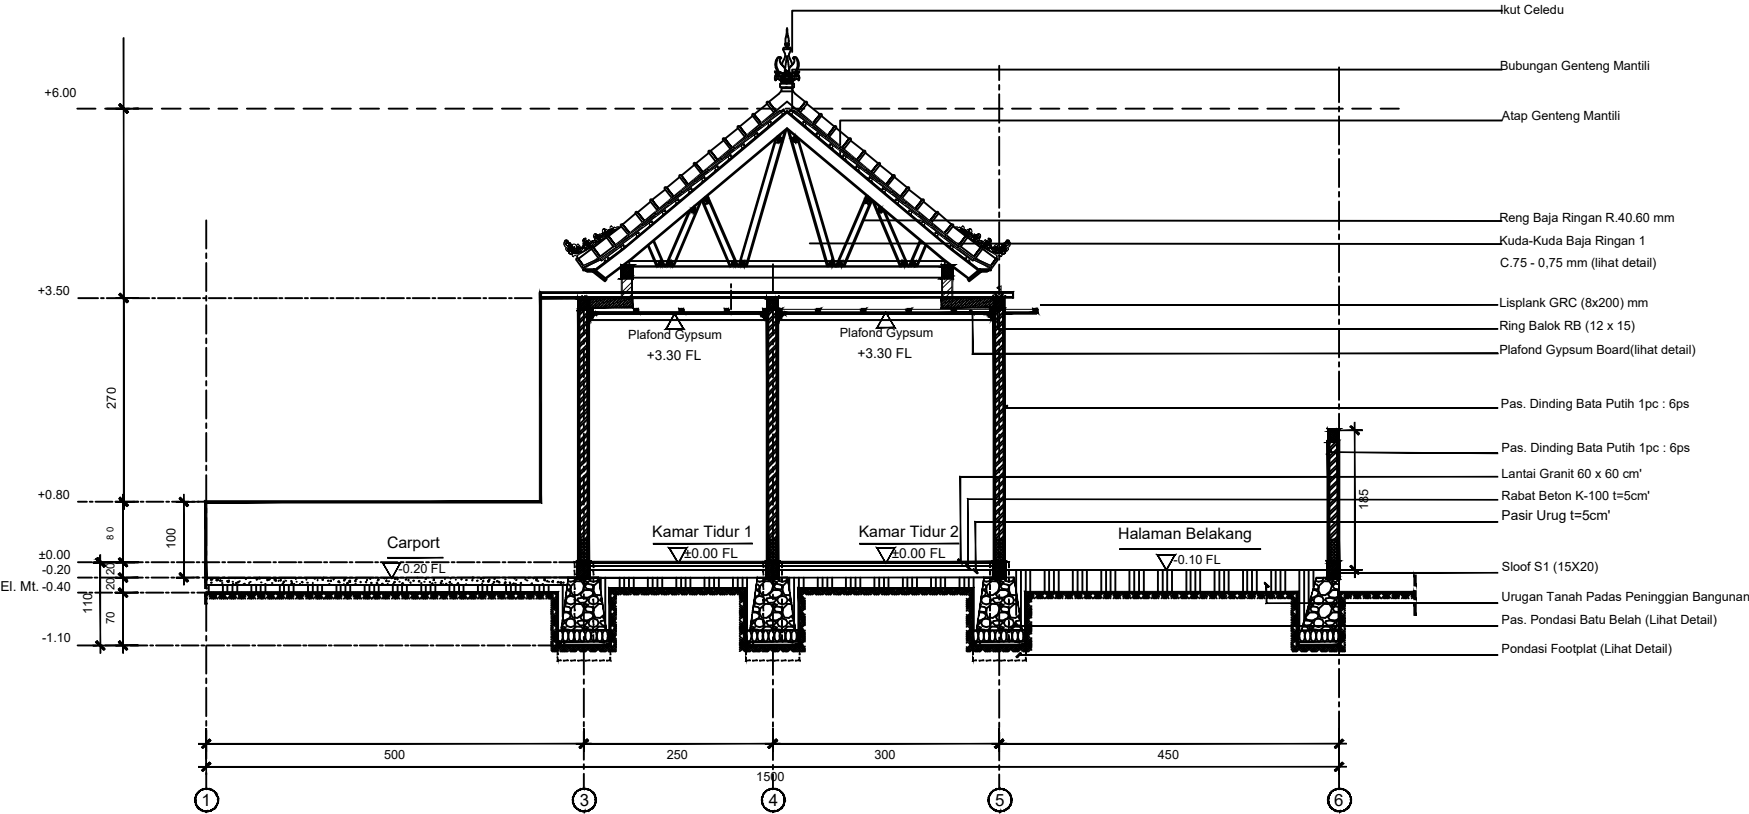 Ikut Celedu
Bubungan Genteng Mantili
+6.00
Atap Genteng Mantili
Reng Baja Ringan R.40.60 mm
Kuda-Kuda Baja Ringan 1
C.75 - 0,75 mm (lihat detail)
+3.50
Lisplank GRC (8x200) mm
Ring Balok RB (12 x 15)
Plafond Gypsum
+3.30 FL
Plafond Gypsum
+3.30 FL
Plafond Gypsum Board(lihat detail)
270
Pas. Dinding Bata Putih 1pc : 6ps
Pas. Dinding Bata Putih 1pc : 6ps
Lantai Granit 60 x 60 cm'
+0.80
185
Rabat Beton K-100 t=5cm'
Pasir Urug t=5cm'
80
100
Carport
-0.20 FL
Kamar Tidur 1
±0.00 FL
Kamar Tidur 2
±0.00 FL
Halaman Belakang
-0.10 FL
±0.00
-0.20
20
Sloof S1 (15X20)
El. Mt. -0.40
20
110
70
Urugan Tanah Padas Peninggian Bangunan
Pas. Pondasi Batu Belah (Lihat Detail)
-1.10
Pondasi Footplat (Lihat Detail)
500
250
300
450
1500
1
3
4
5
6